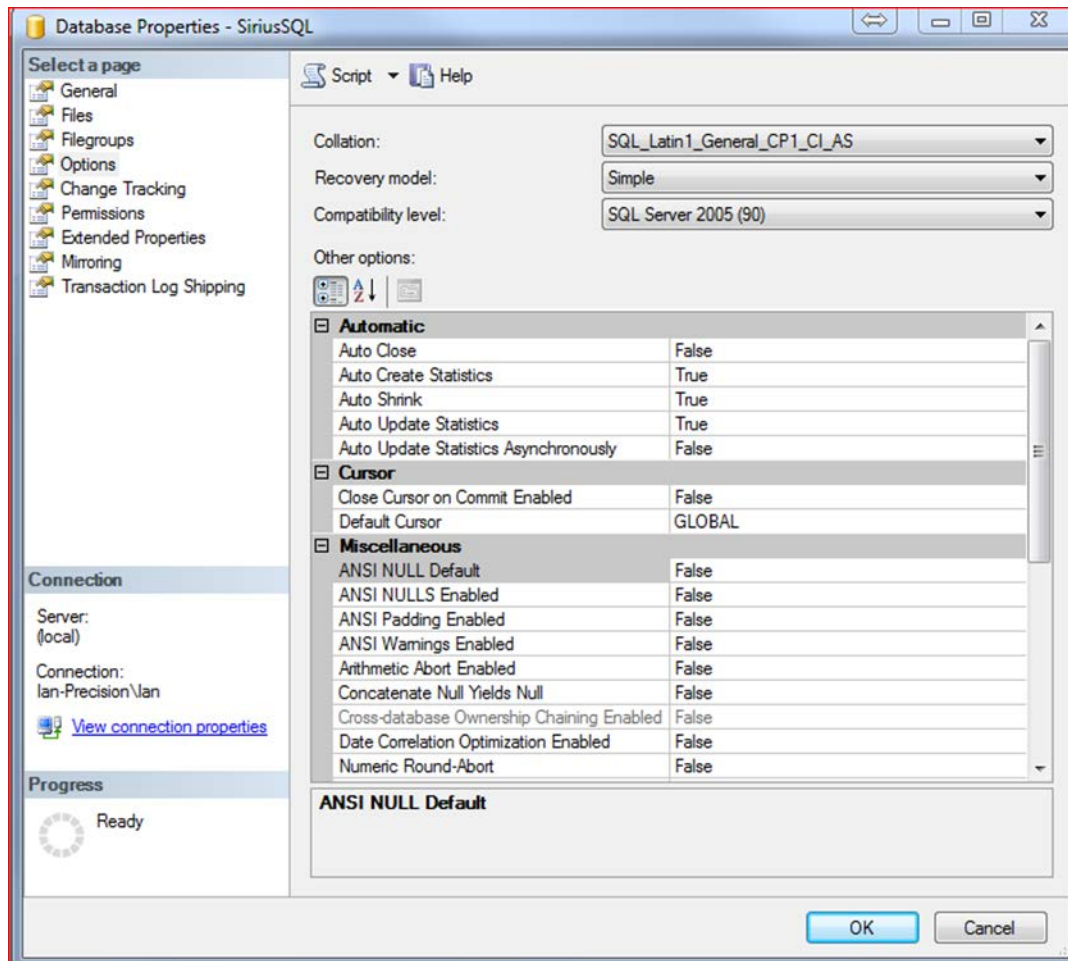 Database Properties - SiriusSQL
Select a page
General
Files
Filegroups
Options
Change Tracking
Permissions
Extended Properties
Mirroring
Transaction Log Shipping
Connection
Server:
(local)
Connection:
Ian-Precision\Ian
View connection properties
Progress
Ready
Script Help
Collation: SQL_Latin1_General_CP1_CI_AS
Recovery model: Simple
Compatibility level: SQL Server 2005 (90)
Other options:
Automatic
Auto Close False
Auto Create Statistics True
Auto Shrink True
Auto Update Statistics True
Auto Update Statistics Asynchronously False
Cursor
Close Cursor on Commit Enabled False
Default Cursor GLOBAL
Miscellaneous
ANSI NULL Default False
ANSI NULLS Enabled False
ANSI Padding Enabled False
ANSI Warnings Enabled False
Arithmetic Abort Enabled False
Concatenate Null Yields Null False
Cross-database Ownership Chaining Enabled False
Date Correlation Optimization Enabled False
Numeric Round-Abort False
ANSI NULL Default
OK Cancel